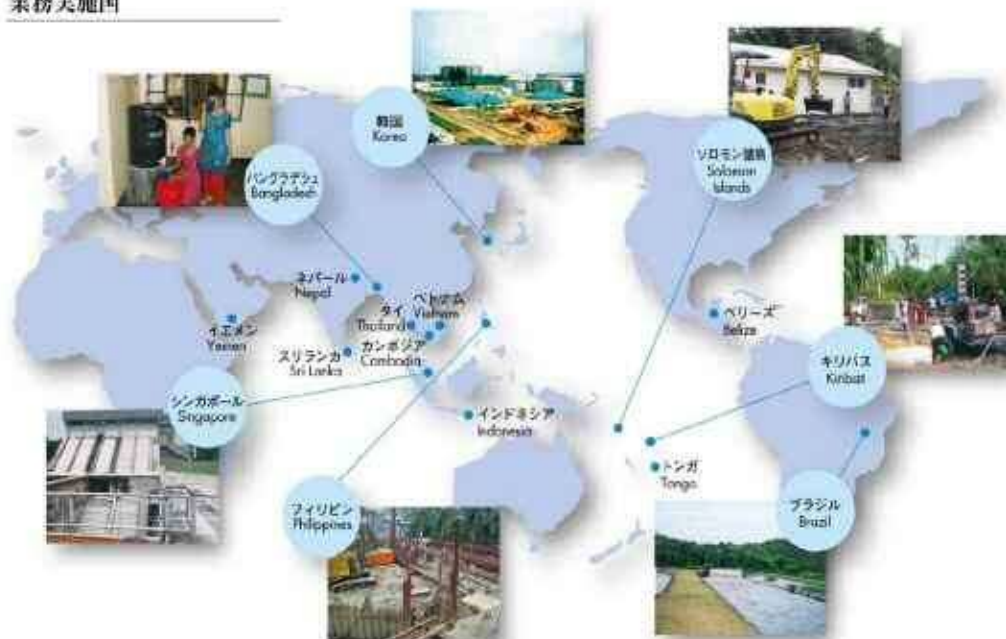 業務実施国
韓国
Korea
ソロモン諸島
Solomon
Islands
バングラデシュ
Bangladesh
ネパール
Nepal
ベトナム
Vietnam
タイ
Thailand
イエメン
Yemen
カンボジア
Cambodia
スリランカ
Sri Lanka
ベリーズ
Belize
キリバス
Kiribati
シンガポール
Singapore
インドネシア
Indonesia
トンガ
Tonga
フィリピン
Philippines
ブラジル
Brazil